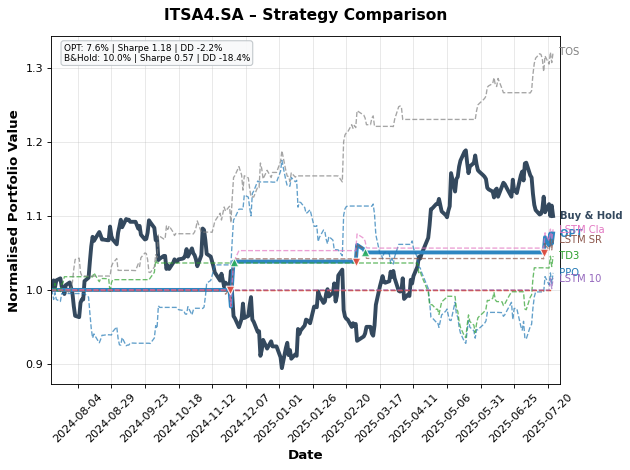 ITSA4.SA – Strategy Comparison
OPT: 7.6% | Sharpe 1.18 | DD -2.2%
B&Hold: 10.0% | Sharpe 0.57 | DD -18.4%
TOS
1.3
1.2
1.1
1.0
0.9
Normalised Portfolio Value
Buy & Hold
LSTM Cla
OPT
LSTM SR
TD3
PPO
LSTM 10
2024-08-04
2024-08-29
2024-09-23
2024-10-18
2024-11-12
2024-12-07
2025-01-01
2025-01-26
2025-02-20
2025-03-17
2025-04-11
2025-05-06
2025-05-31
2025-06-25
2025-07-20
Date